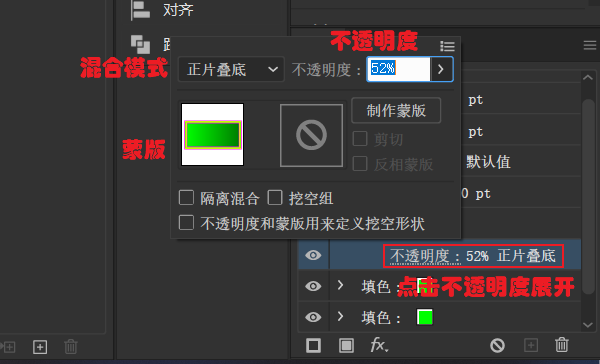 对齐
不透明度
混合模式
正片叠底
不透明度：
52%
pt
制作蒙版
pt
蒙版
剪切
反相蒙版
默认值
隔离混合
挖空组
0 pt
不透明度和蒙版用来定义挖空形状
不透明度：52% 正片叠底
填色：
点击不透明度展开
填色：
fx